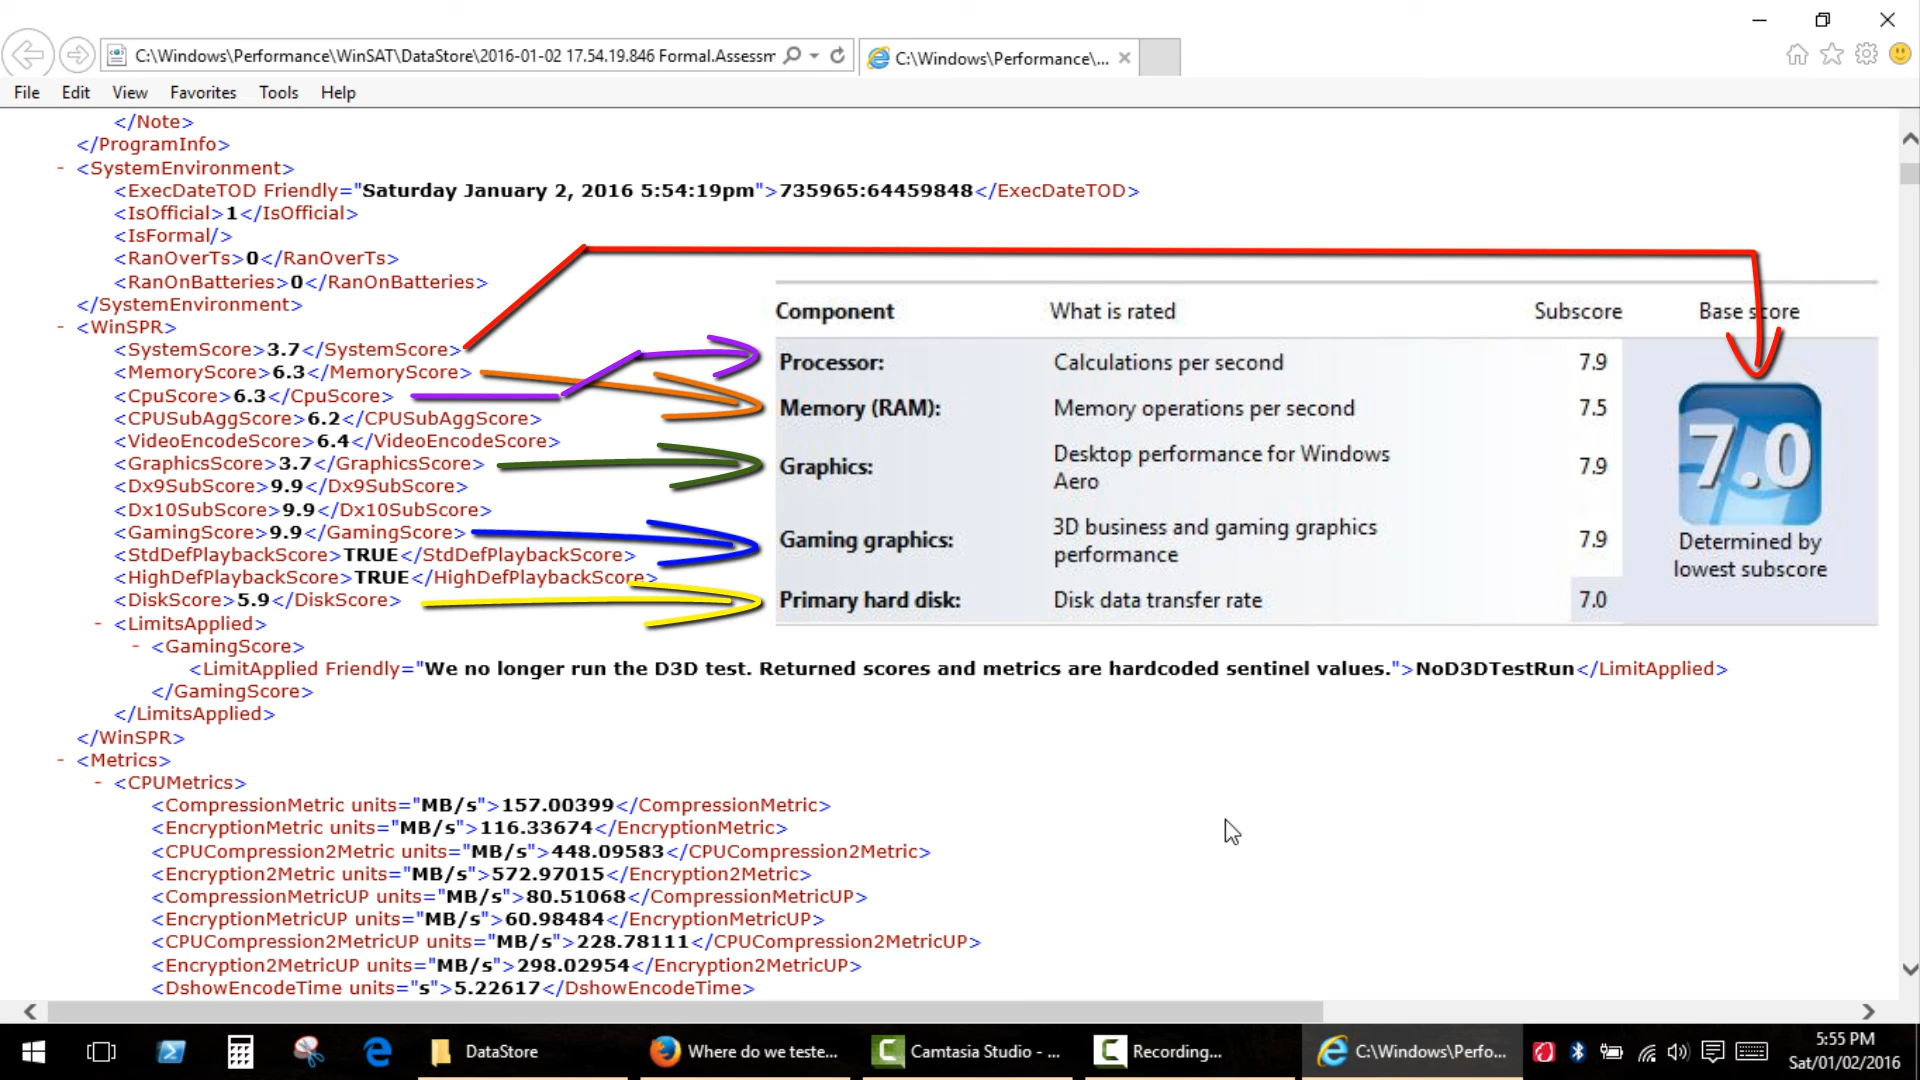 C:\Windows\Performance\WinSAT\DataStore\2016-01-02 17.54.19.846 Formal.Assessm
C:\Windows\Performance\...
File Edit View Favorites Tools Help
</Note>
</ProgramInfo>
- <SystemEnvironment>
<ExecDateTOD Friendly="Saturday January 2, 2016 5:54:19pm">735965:64459848</ExecDateTOD>
<IsOfficial>1</IsOfficial>
<IsFormal/>
<RanOverTs>0</RanOverTs>
<RanOnBatteries>0</RanOnBatteries>
</SystemEnvironment>
- <WinSPR>
<SystemScore>3.7</SystemScore>
<MemoryScore>6.3</MemoryScore>
<CpuScore>6.3</CpuScore>
<CPUSubAggScore>6.2</CPUSubAggScore>
<VideoEncodeScore>6.4</VideoEncodeScore>
<GraphicsScore>3.7</GraphicsScore>
<Dx9SubScore>9.9</Dx9SubScore>
<Dx10SubScore>9.9</Dx10SubScore>
<GamingScore>9.9</GamingScore>
<StdDefPlaybackScore>TRUE</StdDefPlaybackScore>
<HighDefPlaybackScore>TRUE</HighDefPlaybackScore>
<DiskScore>5.9</DiskScore>
Component What is rated Subscore Base score
Processor: Calculations per second 7.9
Memory (RAM): Memory operations per second 7.5
Graphics: Desktop performance for Windows
Aero 7.9
Gaming graphics: 3D business and gaming graphics
performance 7.9
Primary hard disk: Disk data transfer rate 7.0
7.0
Determined by
lowest subscore
- <LimitsApplied>
- <GamingScore>
<LimitApplied Friendly="We no longer run the D3D test. Returned scores and metrics are hardcoded sentinel values.">NoD3DTestRun</LimitApplied>
</GamingScore>
</LimitsApplied>
</WinSPR>
- <Metrics>
- <CPUMetrics>
<CompressionMetric units="MB/s">157.00399</CompressionMetric>
<EncryptionMetric units="MB/s">116.33674</EncryptionMetric>
<CPUCompression2Metric units="MB/s">448.09583</CPUCompression2Metric>
<Encryption2Metric units="MB/s">572.97015</Encryption2Metric>
<CompressionMetricUP units="MB/s">80.51068</CompressionMetricUP>
<EncryptionMetricUP units="MB/s">60.98484</EncryptionMetricUP>
<CPUCompression2MetricUP units="MB/s">228.78111</CPUCompression2MetricUP>
<Encryption2MetricUP units="MB/s">298.02954</Encryption2MetricUP>
<DshowEncodeTime units="s">5.22617</DshowEncodeTime>
DataStore Where do we teste... Camtasia Studio - ... Recording... C:\Windows\Perfo...
5:55 PM
Sat/01/02/2016